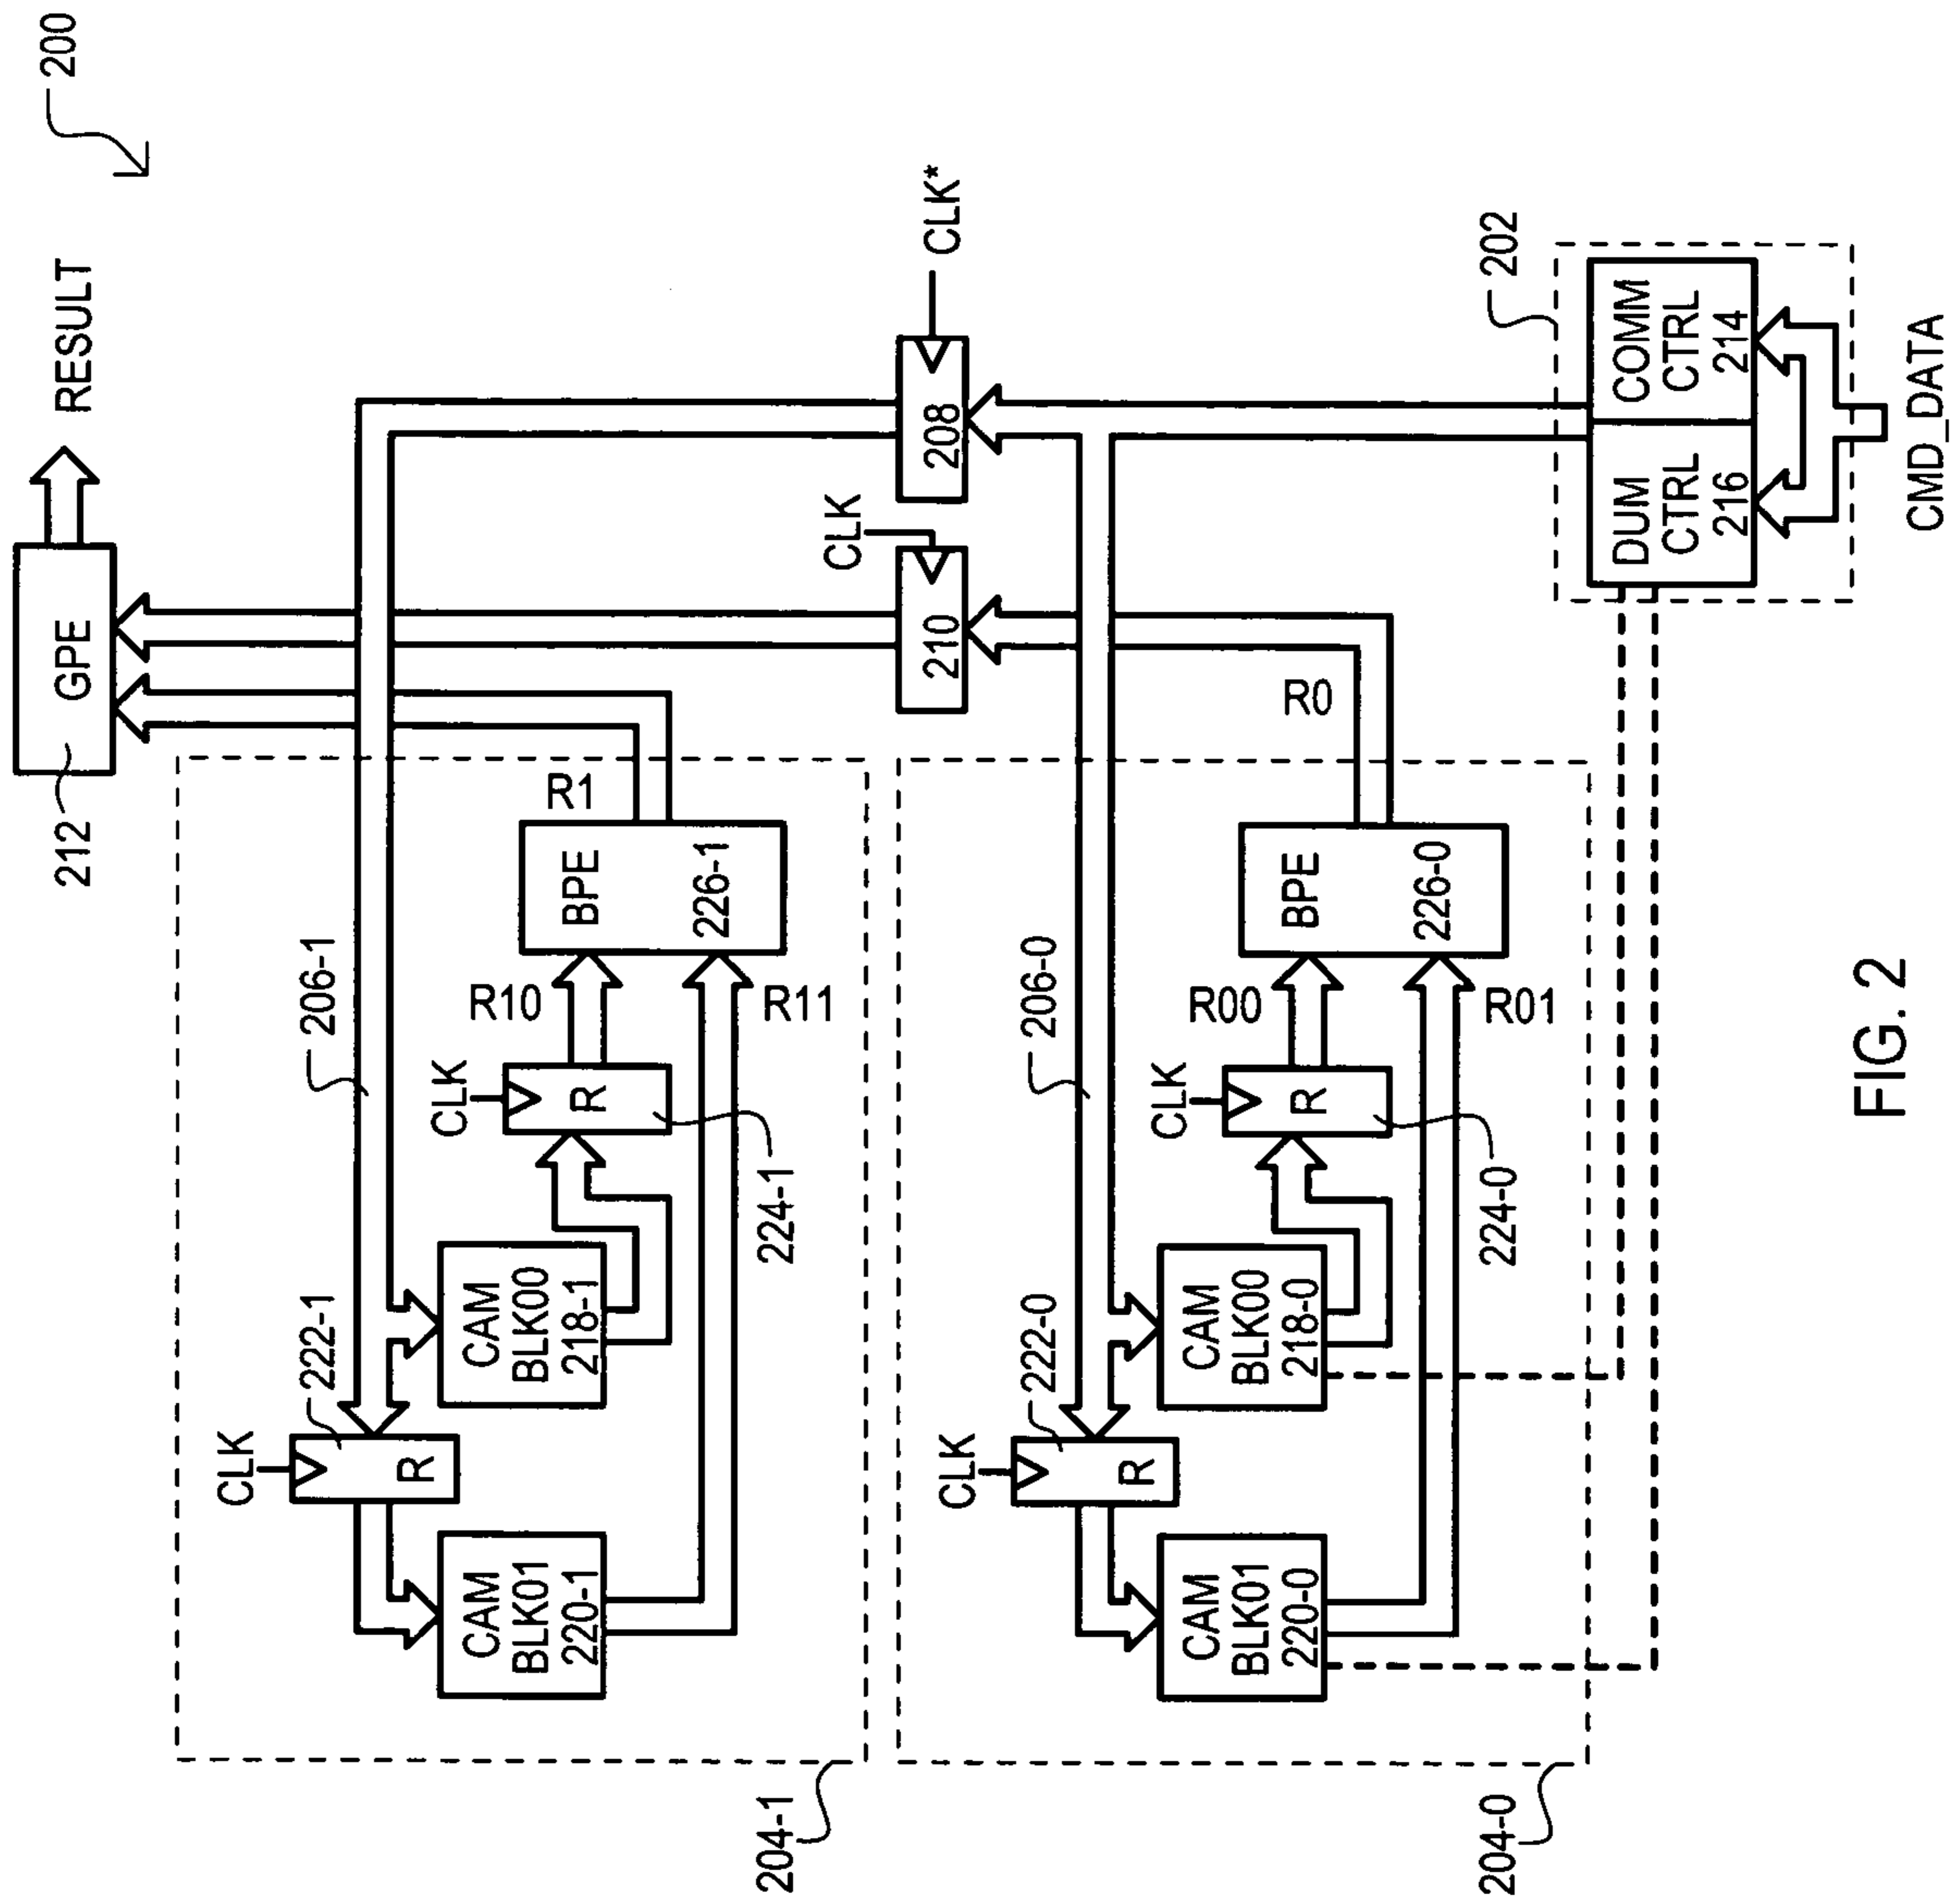 200
RESULT
GPE
212
CLK*
208
CLK
210
202
COMM
CTRL
214
DUM
CTRL
216
CMD_DATA
204-1
206-1
222-1
CLK
R
CAM
BLK01
220-1
CAM
BLK00
218-1
CLK
R
224-1
R10
R11
BPE
226-1
R1
204-0
206-0
222-0
CLK
R
CAM
BLK01
220-0
CAM
BLK00
218-0
CLK
R
224-0
R00
R01
BPE
226-0
R0
FIG. 2